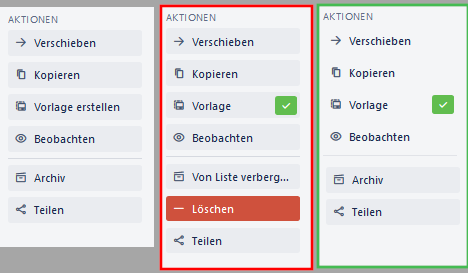 AKTIONEN
Verschieben
Kopieren
Vorlage erstellen
Beobachten
Archiv
Teilen
AKTIONEN
Verschieben
Kopieren
Vorlage
Beobachten
Von Liste verberg...
Löschen
Teilen
AKTIONEN
Verschieben
Kopieren
Vorlage
Beobachten
Archiv
Teilen